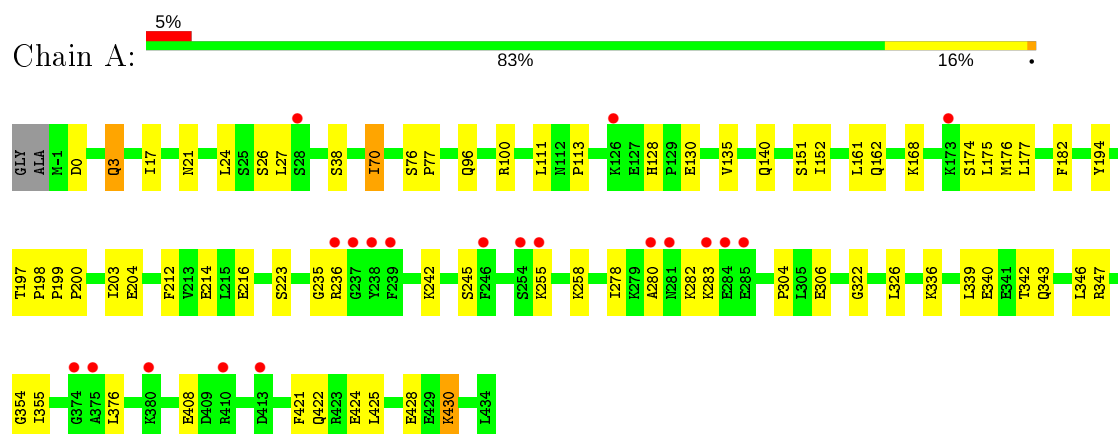 5%
Chain A:
83% 16% •
GLY ALA M-1 D0 Q3 I17 N21 L24 S25 S26 L27 S28 S38 I70 S76 P77 Q96 R100 L111 N112 P113 K126 E127 H128 P129 E130 V135 Q140 S151 I152 L161 Q162 K168 K173 S174 L175 M176 L177 F182 Y194
T197 P198 P199 P200 I203 E204 F212 V213 E214 L215 E216 S223 G235 R236 G237 Y238 F239 K242 S245 F246 S254 K255 K258 I278 K279 A280 N281 K282 K283 E284 E285 P304 L305 E306 G322 L326 K336 L339 E340 E341 T342 Q343 L346 R347
G354 I355 G374 A375 L376 K380 E408 D409 R410 D413 F421 Q422 R423 E424 L425 E428 E429 K430 L434